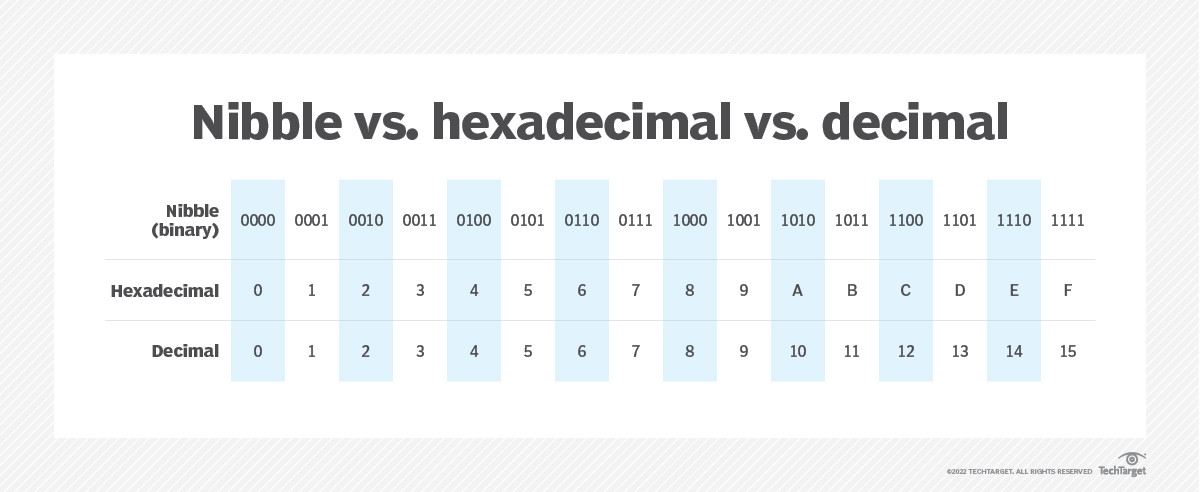 Nibble vs. hexadecimal vs. decimal
Nibble
(binary) 0000 0001 0010 0011 0100 0101 0110 0111 1000 1001 1010 1011 1100 1101 1110 1111
Hexadecimal 0 1 2 3 4 5 6 7 8 9 A B C D E F
Decimal 0 1 2 3 4 5 6 7 8 9 10 11 12 13 14 15
©2022 TECHTARGET. ALL RIGHTS RESERVED TechTarget